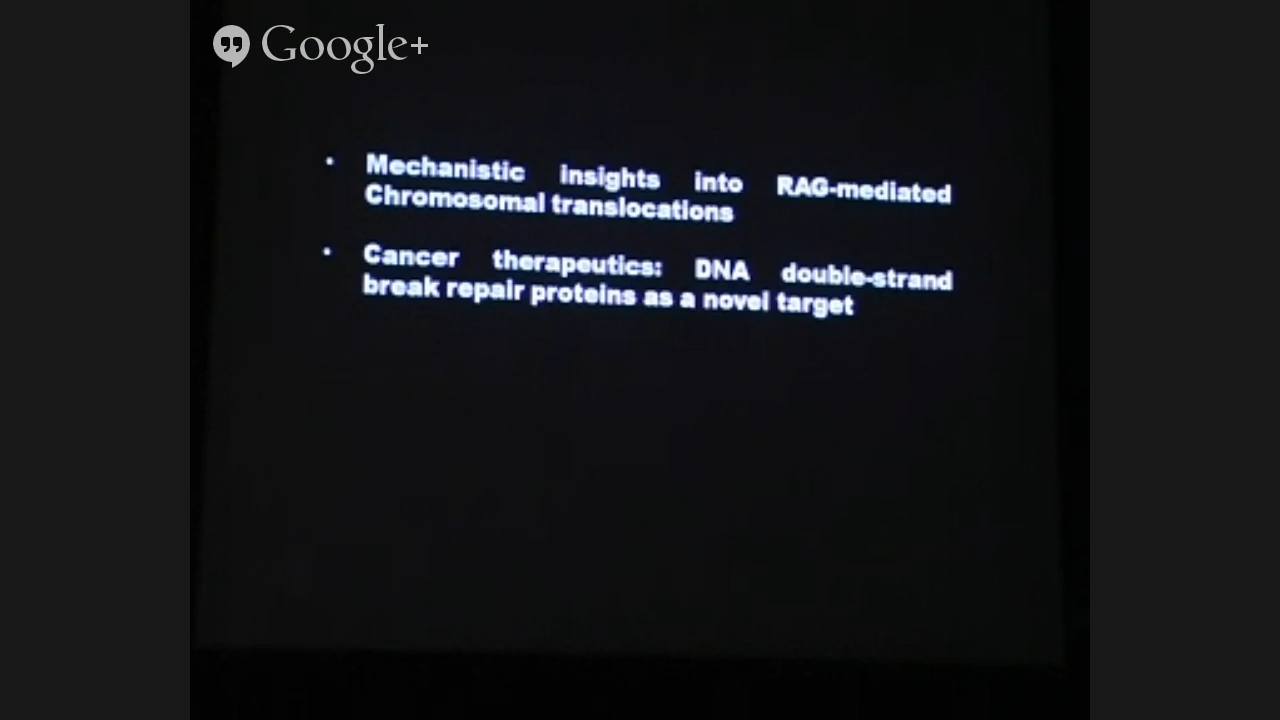 Google+
• Mechanistic insights into RAG-mediated
Chromosomal translocations
• Cancer therapeutics: DNA double-strand
break repair proteins as a novel target